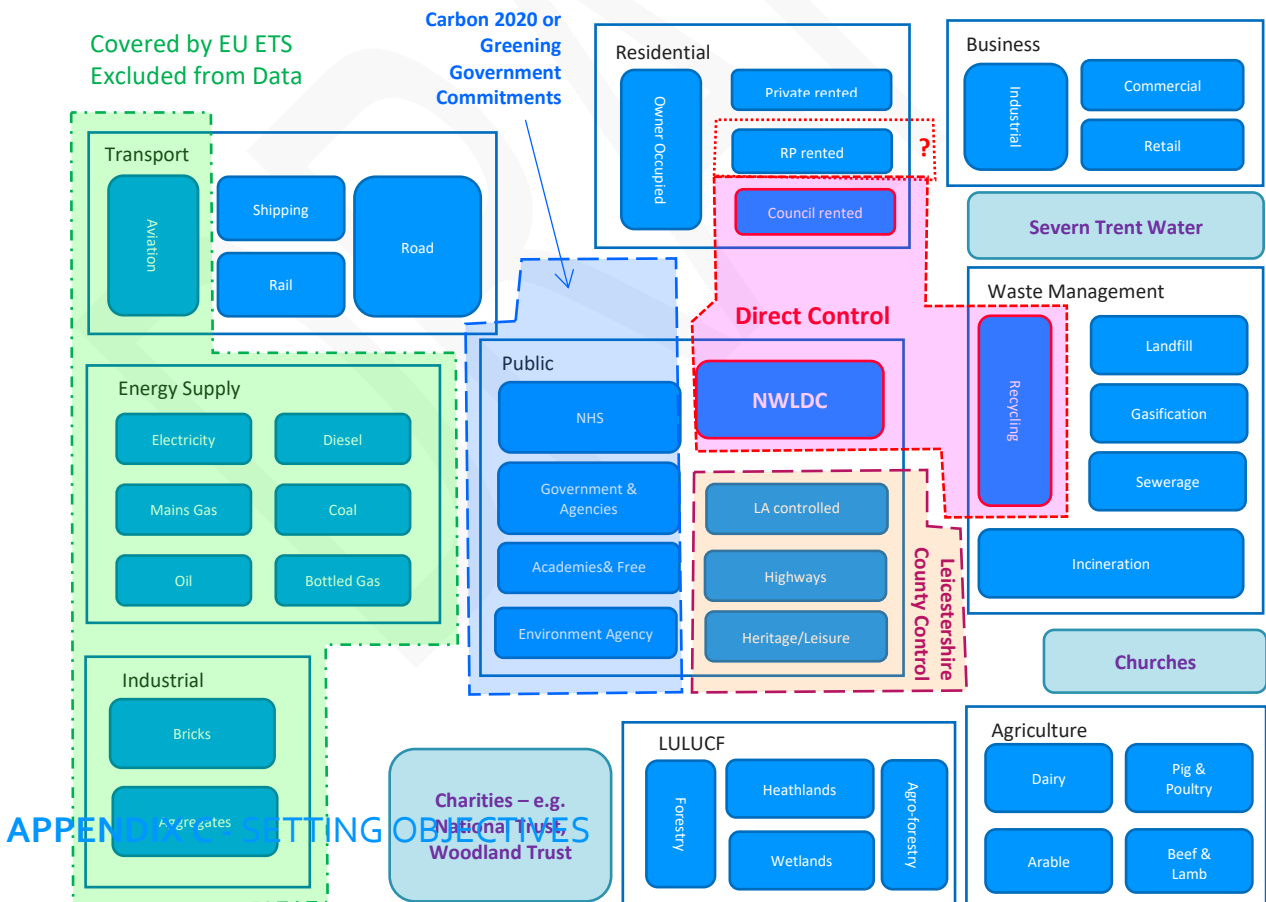 Covered by EU ETS
Excluded from Data
Carbon 2020 or
Greening
Government
Commitments
Transport
Aviation
Shipping
Rail
Road
Residential
Owner Occupied
Private rented
RP rented
?
Council rented
Business
Industrial
Commercial
Retail
Severn Trent Water
Energy Supply
Electricity
Diesel
Mains Gas
Coal
Oil
Bottled Gas
Public
NHS
Government &
Agencies
Academies& Free
Environment Agency
Direct Control
NWLDC
LA controlled
Highways
Heritage/Leisure
Leicestershire
County Control
Waste Management
Recycling
Landfill
Gasification
Sewerage
Incineration
Churches
Industrial
Bricks
Aggregates
APPENDIX C - SETTING OBJECTIVES
Charities – e.g.
National Trust,
Woodland Trust
LULUCF
Forestry
Heathlands
Wetlands
Agro-forestry
Agriculture
Dairy
Pig &
Poultry
Arable
Beef &
Lamb